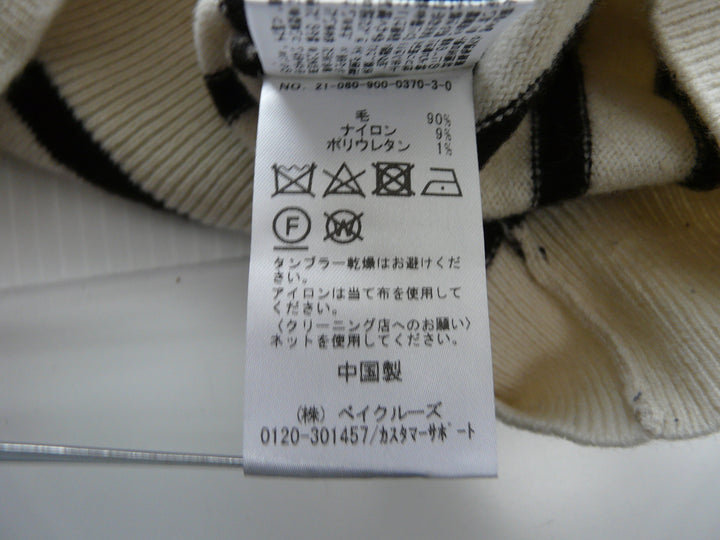 NO. 21-080-900-0370-3-0
毛 90%
ナイロン 9%
ポリウレタン 1%
F W
タンブラー乾燥はお避けくだ
さい。
アイロンは当て布を使用して
ください。
〈クリーニング店へのお願い〉
ネットを使用してください。
中国製
（株）ベイクルーズ
0120-301457/ｶｽﾀﾏｰｻﾎﾟｰﾄ